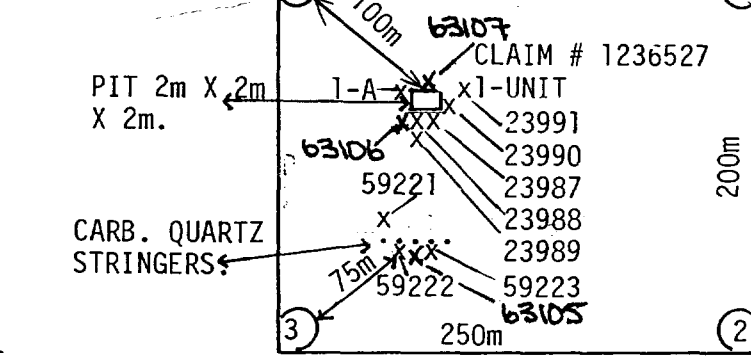 100m
63107
CLAIM # 1236527
PIT 2m X 2m
X 2m.
1-A
X
X
X 1-UNIT
X
X X X
X
23991
23990
63106
23987
59221
23988
X
23989
200m
CARB. QUARTZ
STRINGERS.
X X X
75m
59222
59223
63105
3
250m
2